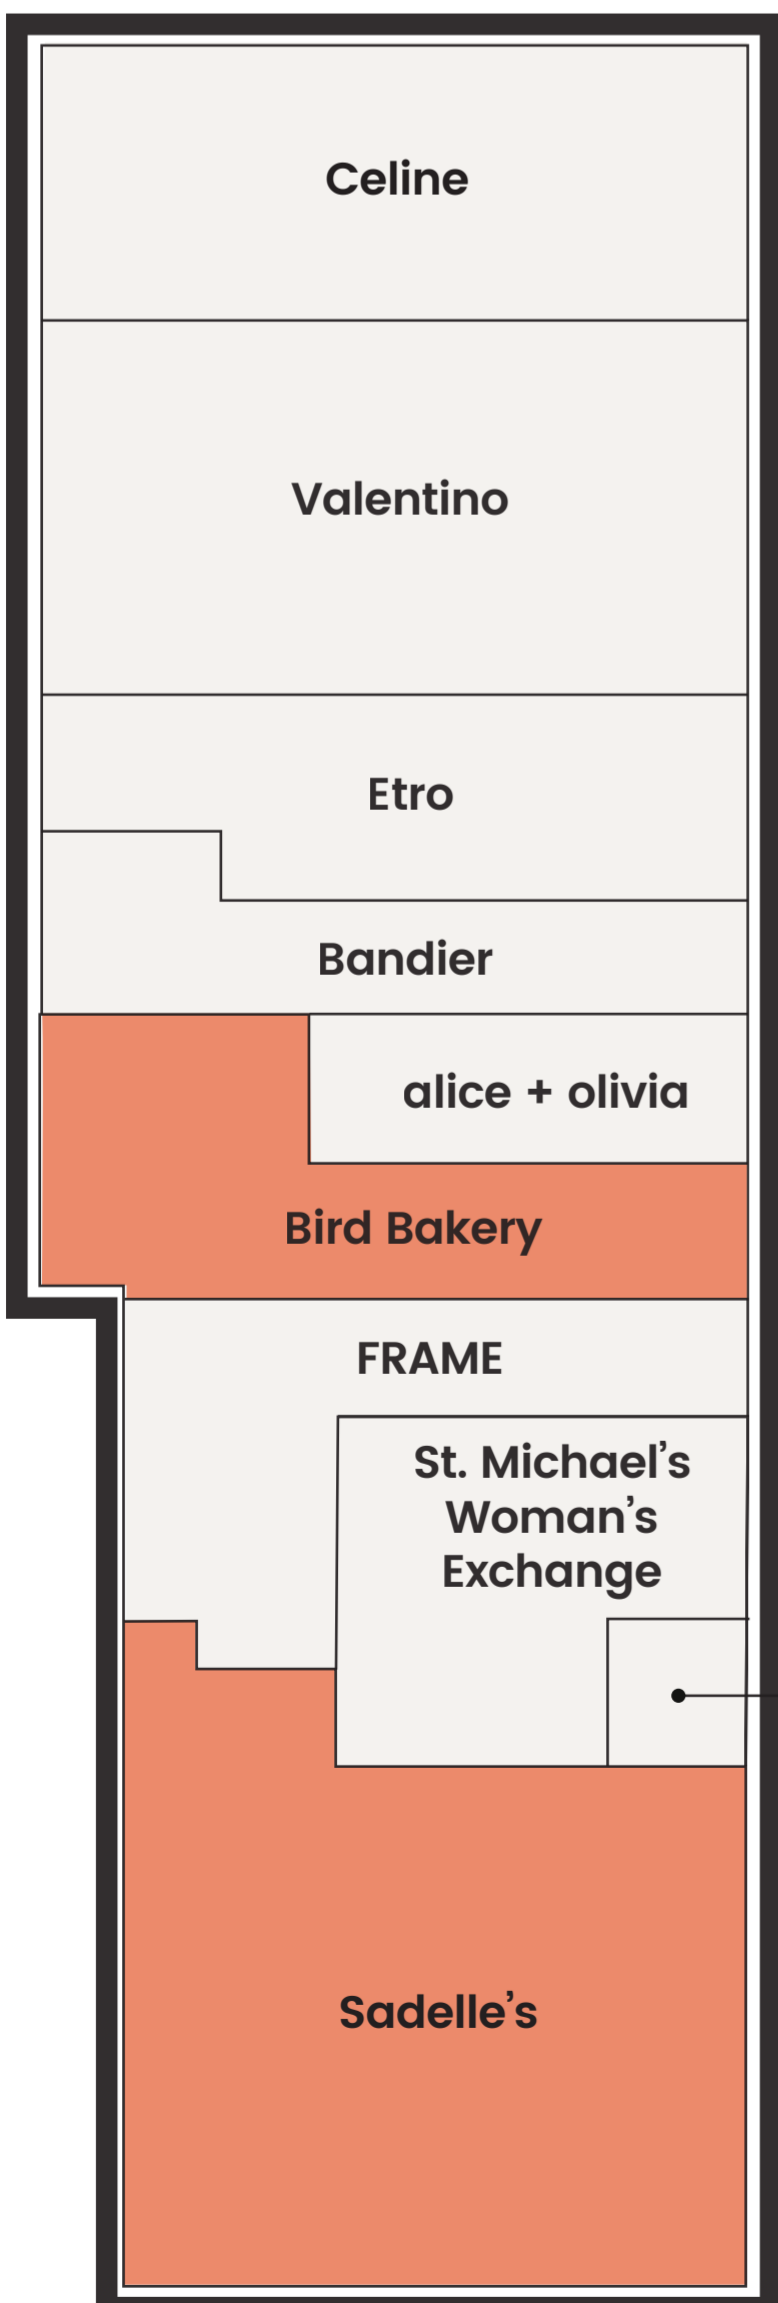 Celine
Valentino
Etro
Bandier
alice + olivia
Bird Bakery
FRAME
St. Michael’s
Woman’s
Exchange
Sadelle’s